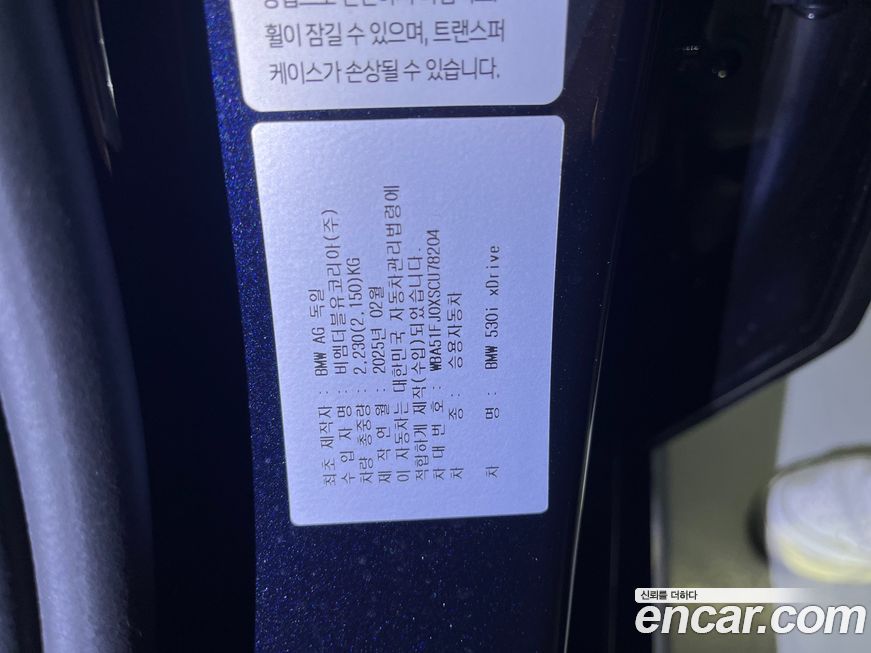 휠이 잠길 수 있으며, 트랜스퍼
케이스가 손상될 수 있습니다.
최초 제작자 : BMW AG 독일
수 입 자 명 : 비엠더블유코리아(주)
차량 총중량 : 2,230(2,150)KG
제 작 연 월 : 2025년 02월
이 자동차는 대한민국 자동차관리법령에
적합하게 제작(수입)되었습니다.
차 대 번 호 : WBA51FJ0XSCU78204
차 종 : 승용자동차
차 명 : BMW 530i xDrive
신뢰를 더하다
encar.com